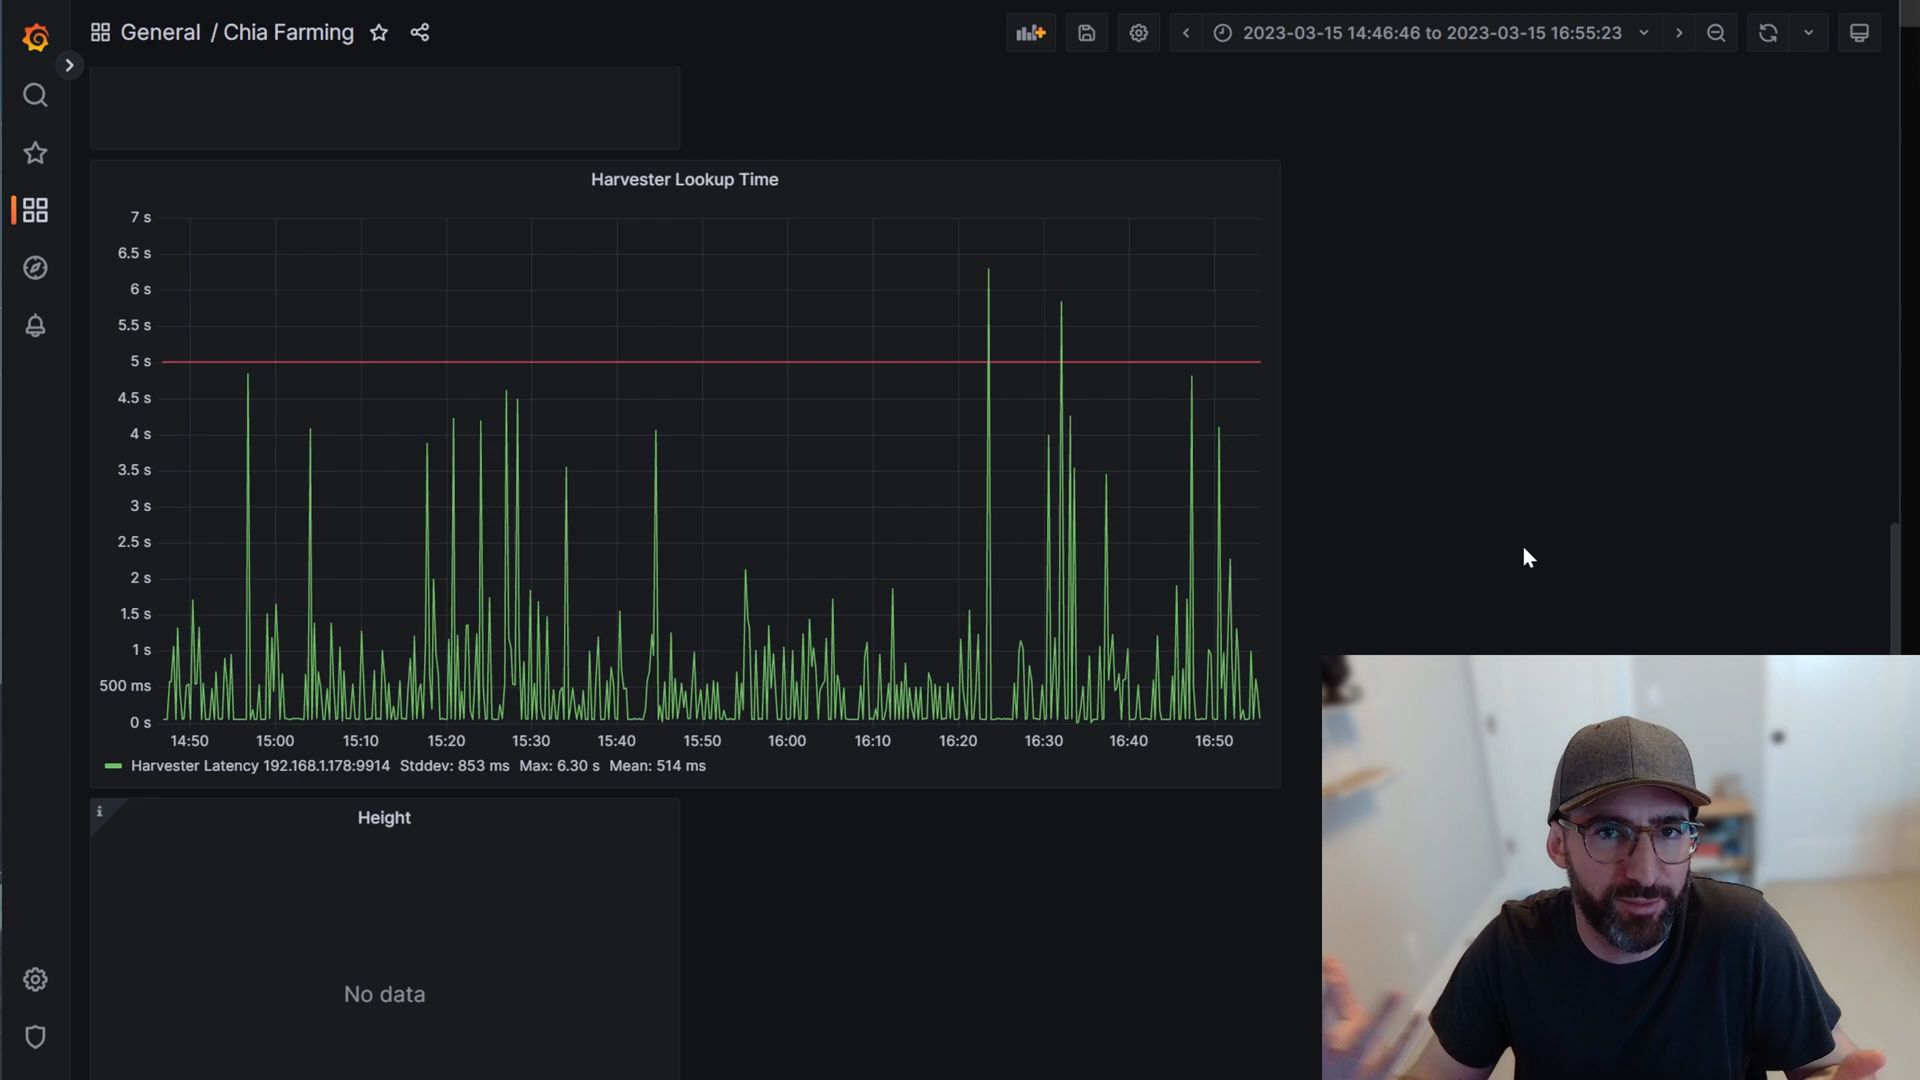 General / Chia Farming
2023-03-15 14:46:46 to 2023-03-15 16:55:23
Harvester Lookup Time
7 s
6.5 s
6 s
5.5 s
5 s
4.5 s
4 s
3.5 s
3 s
2.5 s
2 s
1.5 s
1 s
500 ms
0 s
14:50 15:00 15:10 15:20 15:30 15:40 15:50 16:00 16:10 16:20 16:30 16:40 16:50
Harvester Latency 192.168.1.178:9914 Stddev: 853 ms Max: 6.30 s Mean: 514 ms
i
Height
No data